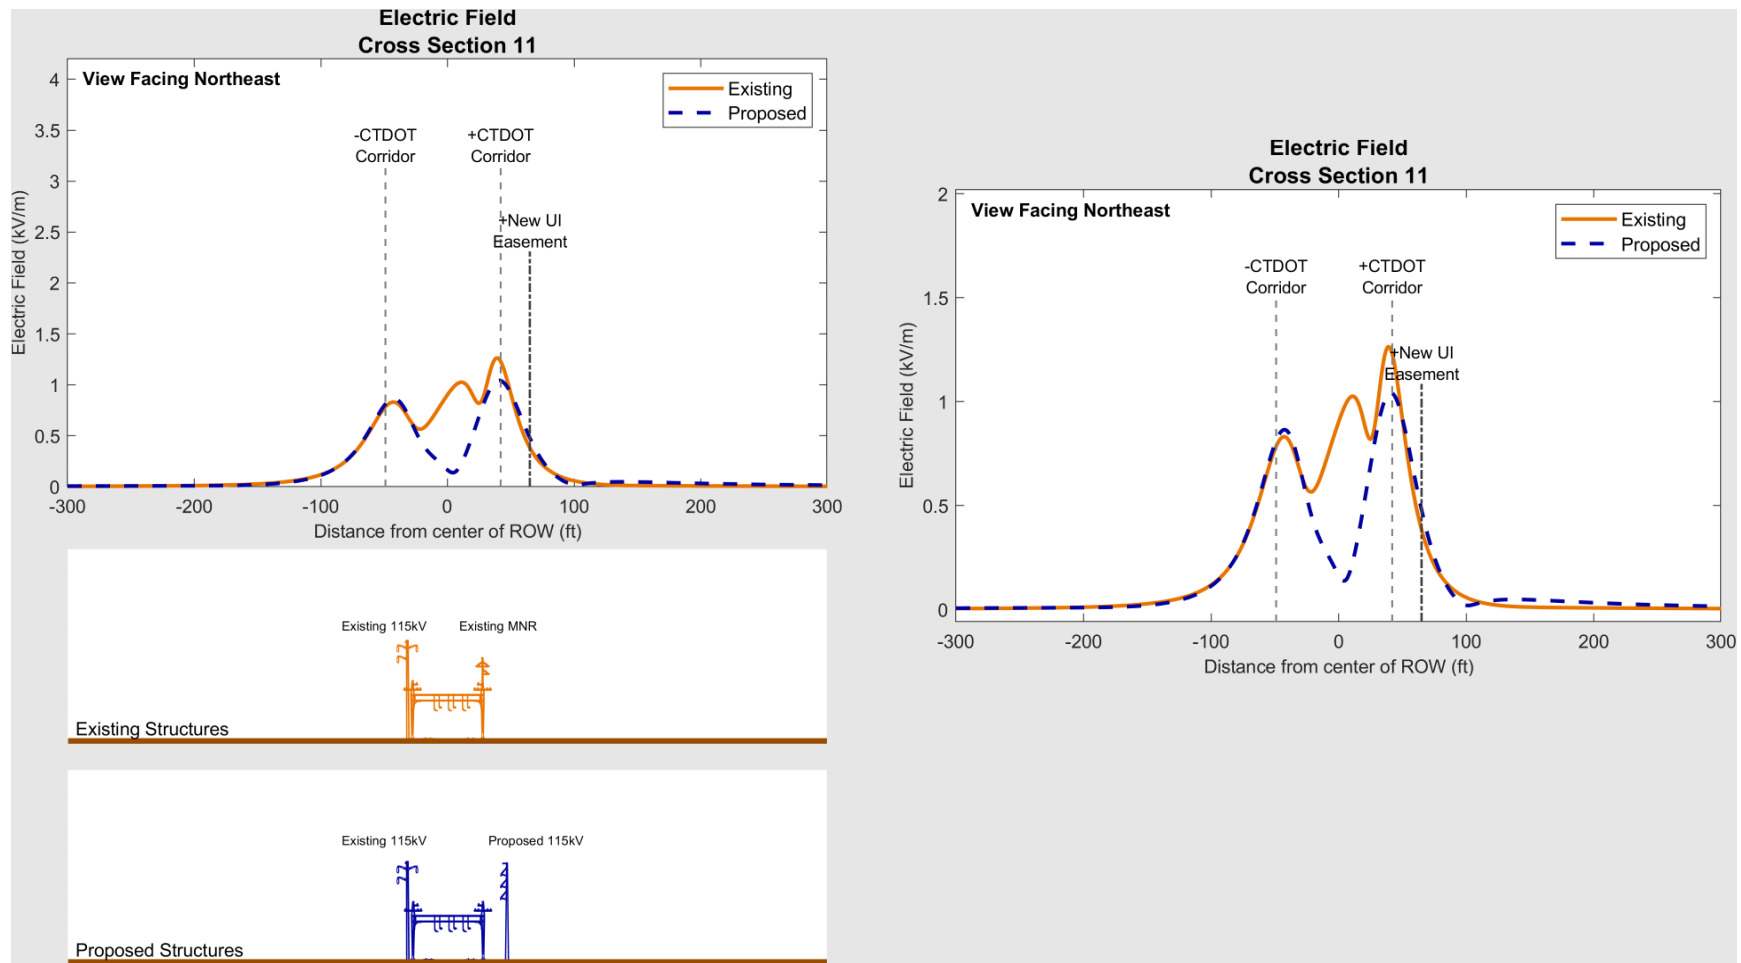 Electric Field
Cross Section 11
View Facing Northeast
Existing
Proposed
-CTDOT
Corridor
+CTDOT
Corridor
+New UI
Easement
4
3.5
3
2.5
2
1.5
1
0.5
0
Electric Field (kV/m)
-300
-200
-100
0
100
200
300
Distance from center of ROW (ft)
Existing 115kV
Existing MNR
Existing Structures
Existing 115kV
Proposed 115kV
Proposed Structures
Electric Field
Cross Section 11
View Facing Northeast
Existing
Proposed
-CTDOT
Corridor
+CTDOT
Corridor
+New UI
Easement
2
1.5
1
0.5
0
Electric Field (kV/m)
-300
-200
-100
0
100
200
300
Distance from center of ROW (ft)